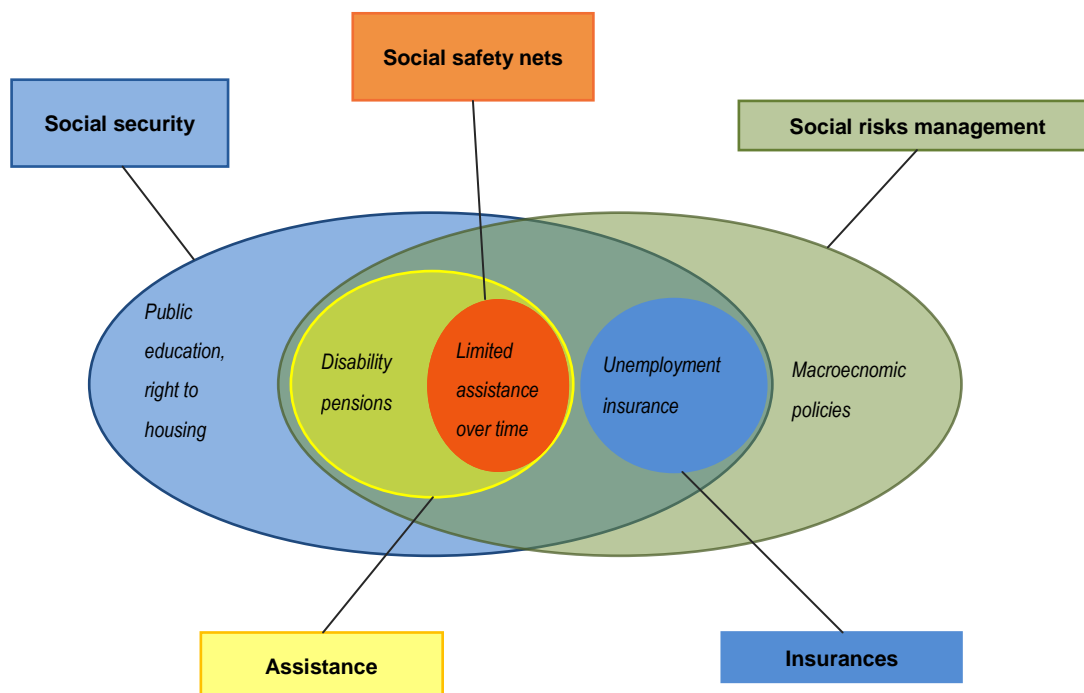 Social safety nets
Social security
Social risks management
Public
education,
right to
housing
Disability
pensions
Limited
assistance
over time
Unemployment
insurance
Macroecnomic
policies
Assistance
Insurances